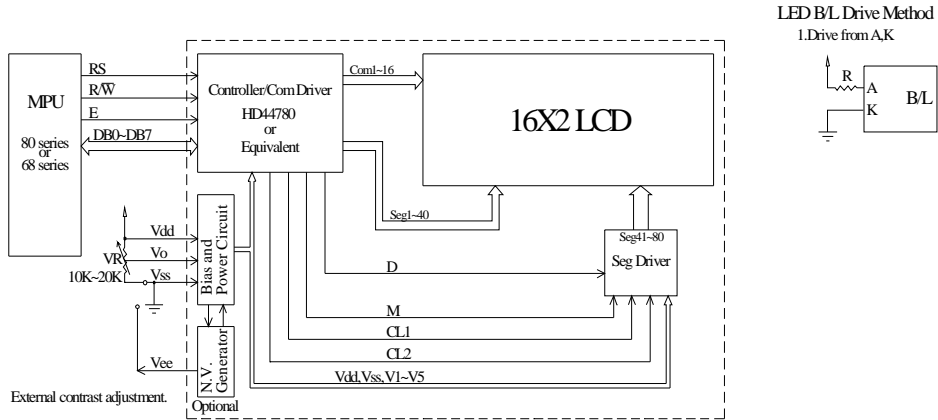 LED B/L Drive Method
1.Drive from A,K
R
A
K
B/L
MPU
80 series
or
68 series
RS
R/W̅
E
DB0~DB7
Controller/Com Driver
HD44780
or
Equivalent
Com1~16
16X2 LCD
Seg1~40
Seg41~80
Seg Driver
D
M
CL1
CL2
Vdd,Vss,V1~V5
Bias and
Power Circuit
Vdd
Vo
Vss
VR
10K~20K
N.V.
Generator
Optional
Vee
External contrast adjustment.